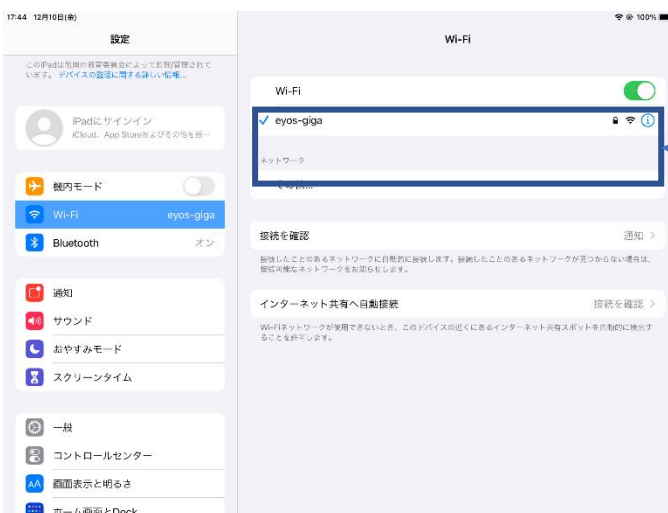 17:44 12月10日(金)
100%
設定
Wi-Fi
このiPadは
教育委員会によって監理/管理されて
います。 デバイスの監理に関する詳しい情報...
iPadにサインイン
iCloud、App Storeおよびその他を設…
機内モード
Wi-Fi eyos-giga
Bluetooth オン
通知
サウンド
おやすみモード
スクリーンタイム
一般
コントロールセンター
AA 画面表示と明るさ
ホーム画面とDock
Wi-Fi
eyos-giga
ネットワーク
接続を確認 通知
接続したことのあるネットワークに自動的に接続します。接続したことのあるネットワークが見つからない場合は、
接続可能なネットワークをお知らせします。
インターネット共有へ自動接続 接続を確認
Wi-Fiネットワークが使用できないとき、このデバイスの近くにあるインターネット共有スポットを自動的に検出す
ることを許可します。